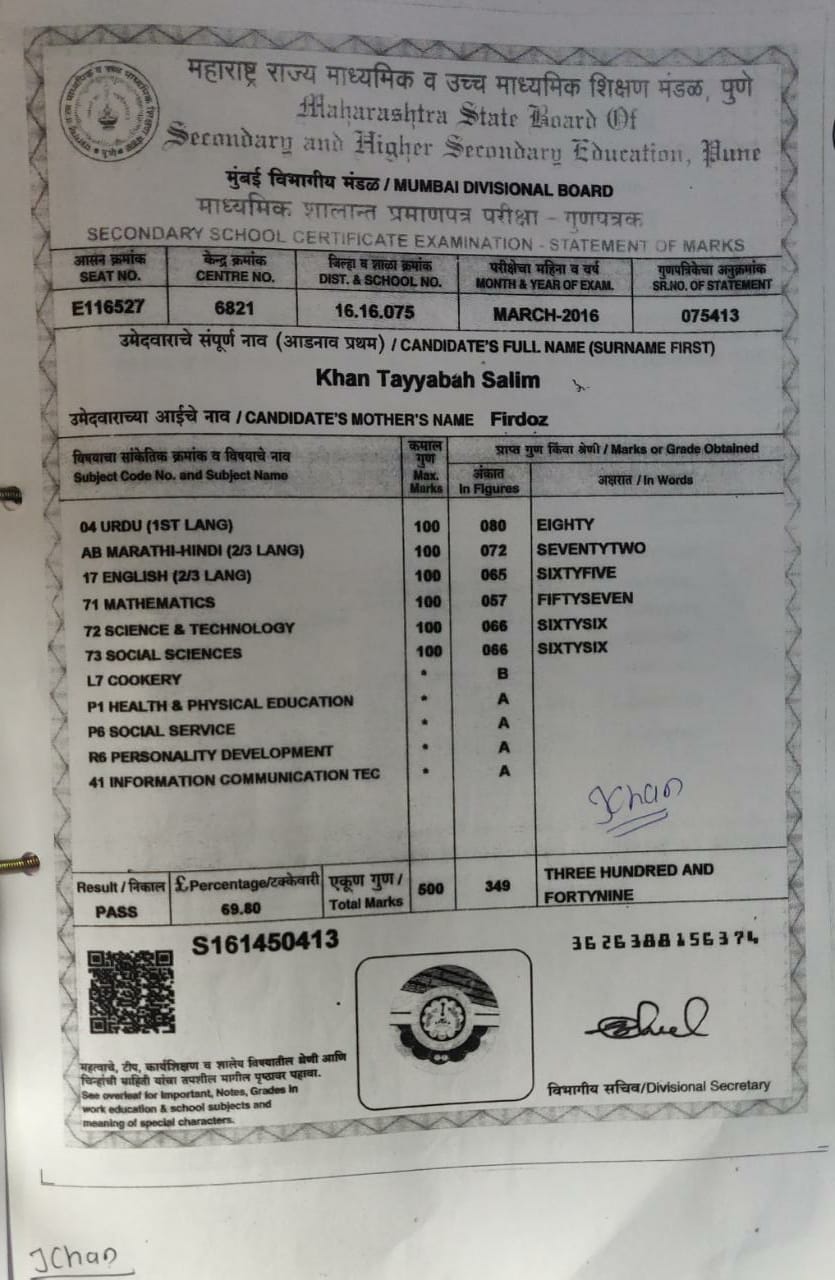 महाराष्ट्र राज्य माध्यमिक व उच्च माध्यमिक शिक्षण मंडळ, पुणे
Maharashtra State Board Of
Secondary and Higher Secondary Education, Pune
मुंबई विभागीय मंडळ / MUMBAI DIVISIONAL BOARD
माध्यमिक शालान्त प्रमाणपत्र परीक्षा - गुणपत्रक
SECONDARY SCHOOL CERTIFICATE EXAMINATION - STATEMENT OF MARKS
आसन क्रमांक केन्द्र क्रमांक जिल्हा व शाळा क्रमांक परीक्षेचा महिना व वर्ष गुणपत्रिकेचा अनुक्रमांक
SEAT NO. CENTRE NO. DIST. & SCHOOL NO. MONTH & YEAR OF EXAM. SR.NO. OF STATEMENT
E116527 6821 16.16.075 MARCH-2016 075413
उमेदवाराचे संपूर्ण नाव (आडनाव प्रथम) / CANDIDATE'S FULL NAME (SURNAME FIRST)
Khan Tayyabah Salim
उमेदवाराच्या आईचे नाव / CANDIDATE'S MOTHER'S NAME Firdoz
विषयाचा सांकेतिक क्रमांक व विषयाचे नाव
Subject Code No. and Subject Name
कमाल
गुण
Max.
Marks
प्राप्त गुण किंवा श्रेणी / Marks or Grade Obtained
अंकात
In Figures
अक्षरात / In Words
04 URDU (1ST LANG) 100 080 EIGHTY
AB MARATHI-HINDI (2/3 LANG) 100 072 SEVENTYTWO
17 ENGLISH (2/3 LANG) 100 065 SIXTYFIVE
71 MATHEMATICS 100 057 FIFTYSEVEN
72 SCIENCE & TECHNOLOGY 100 066 SIXTYSIX
73 SOCIAL SCIENCES 100 066 SIXTYSIX
L7 COOKERY * B
P1 HEALTH & PHYSICAL EDUCATION * A
P6 SOCIAL SERVICE * A
R6 PERSONALITY DEVELOPMENT * A
41 INFORMATION COMMUNICATION TEC * A
Result / निकाल
PASS
£Percentage/टक्केवारी
69.80
एकूण गुण /
Total Marks
500
349
THREE HUNDRED AND
FORTYNINE
S161450413
3626388156374
महत्वाचे, टीप, कार्यशिक्षण व शालेय विषयातील श्रेणी आणि
चिन्हांची माहिती यांचा तपशील मागील पृष्ठावर पहावा.
See overleaf for Important, Notes, Grades in
work education & school subjects and
meaning of special characters.
विभागीय सचिव/Divisional Secretary